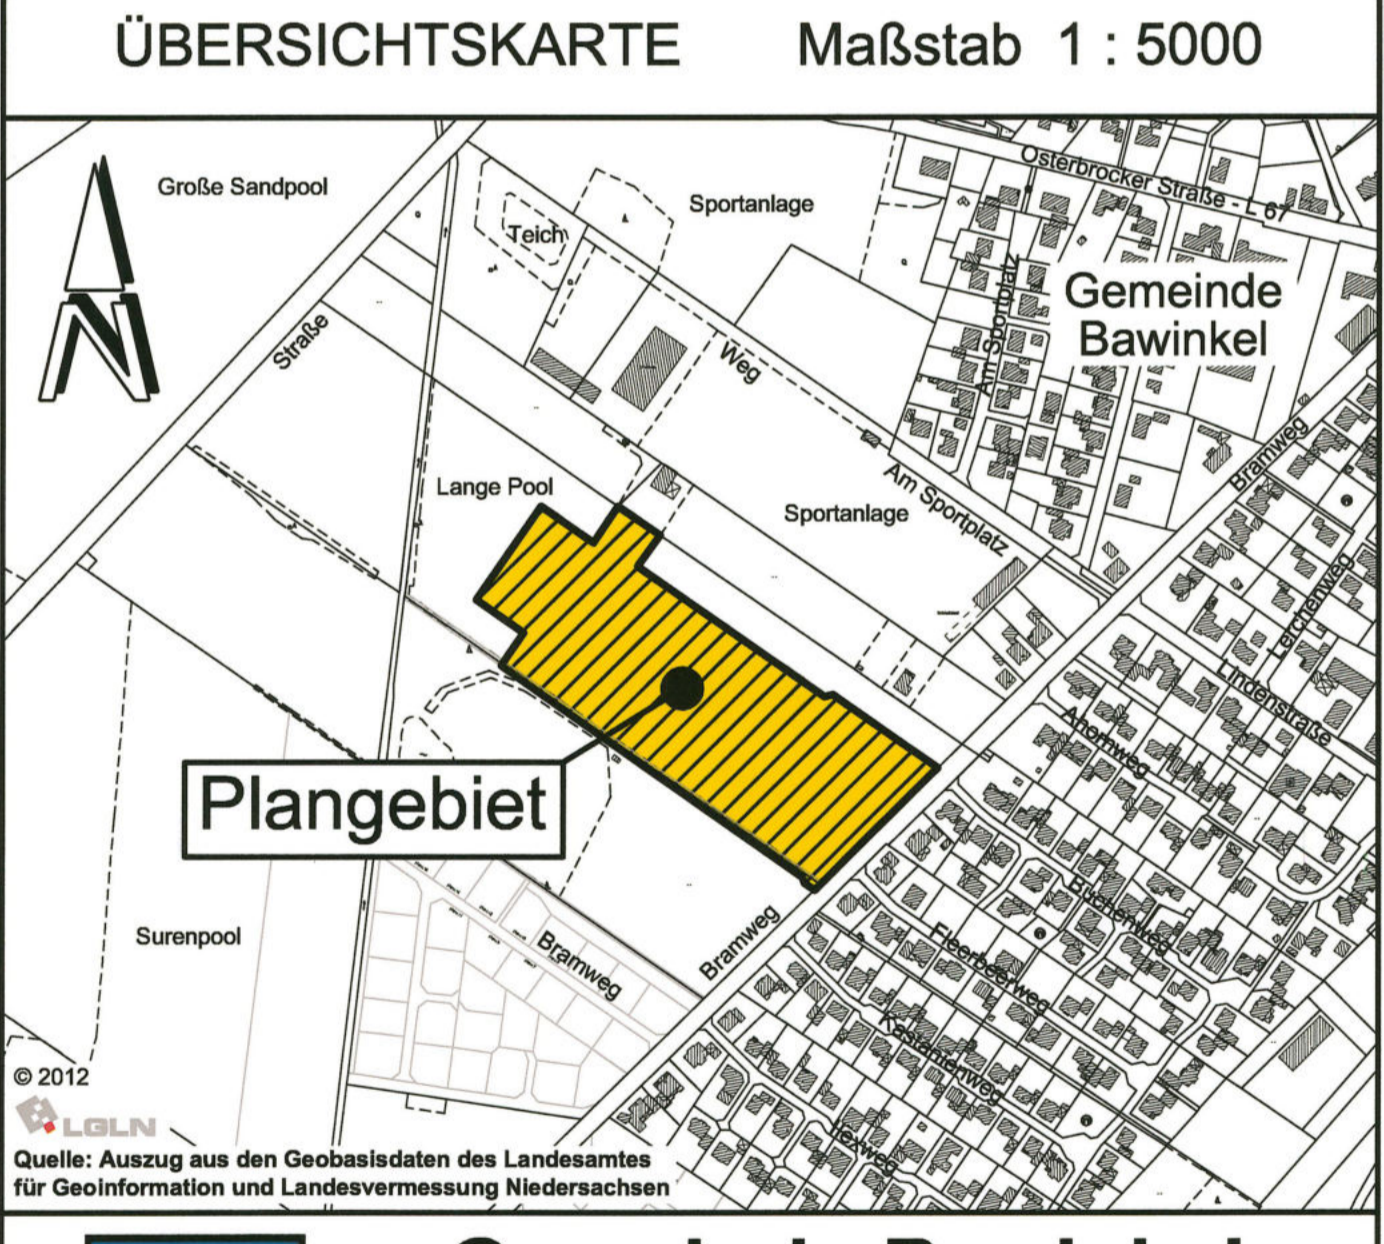 ÜBERSICHTSKARTE Maßstab 1 : 5000
Große Sandpool
Sportanlage
Osterbrocker Straße - L 67
Teich
Am Sportplatz
Gemeinde
Bawinkel
Straße
Weg
Bramweg
Lange Pool
Am Sportplatz
Sportanlage
Lerchenweg
Lindenstraße
Ahornweg
Plangebiet
Buchenweg
Surenpool
Bramweg
Bramweg
Fleerbeerweg
Kastanienweg
Ilexweg
© 2012
LGLN
Quelle: Auszug aus den Geobasisdaten des Landesamtes
für Geoinformation und Landesvermessung Niedersachsen